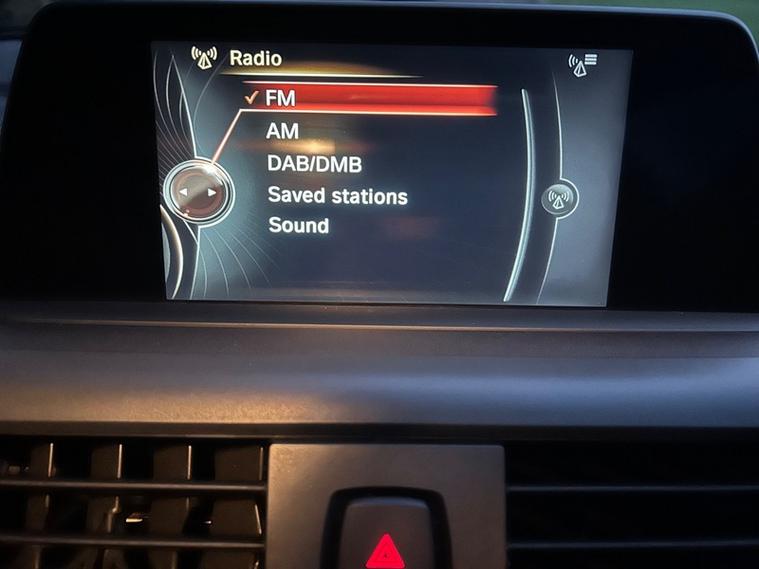 Radio
FM
AM
DAB/DMB
Saved stations
Sound